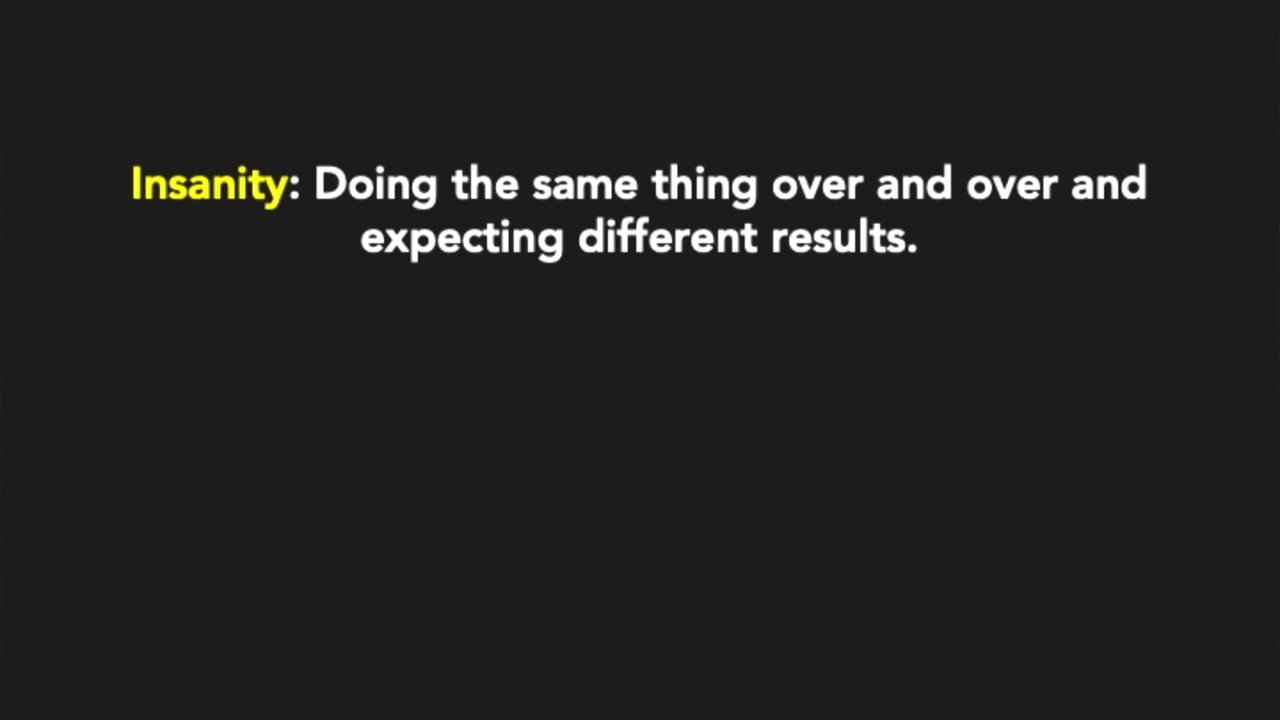 Insanity: Doing the same thing over and over and
expecting different results.